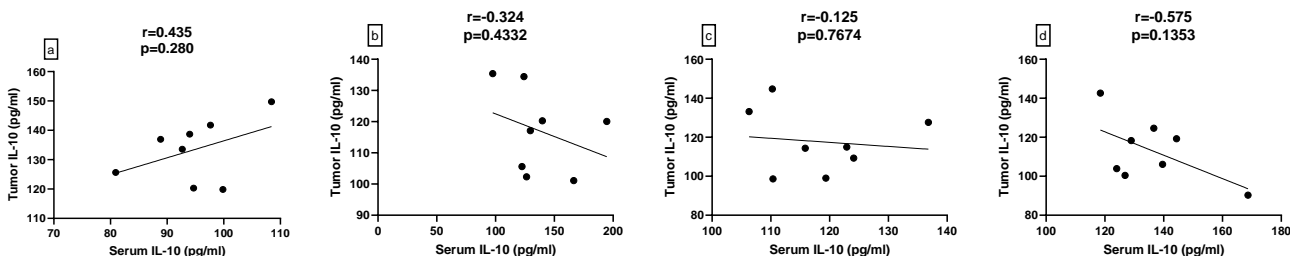 a
r=0.435
p=0.280
Tumor IL-10 (pg/ml)
160
150
140
130
120
110
70 80 90 100 110
Serum IL-10 (pg/ml)
b
r=-0.324
p=0.4332
Tumor IL-10 (pg/ml)
140
130
120
110
100
90
0 50 100 150 200
Serum IL-10 (pg/ml)
c
r=-0.125
p=0.7674
Tumor IL-10 (pg/ml)
160
140
120
100
80
100 110 120 130 140
Serum IL-10 (pg/ml)
d
r=-0.575
p=0.1353
Tumor IL-10 (pg/ml)
160
140
120
100
80
100 120 140 160 180
Serum IL-10 (pg/ml)